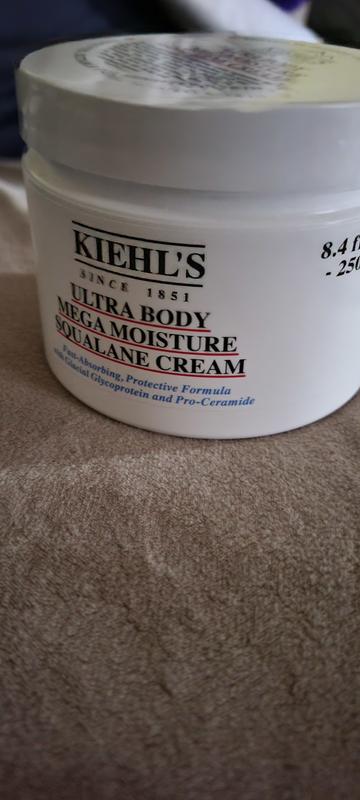 KIEHL'S
SINCE 1851
ULTRA BODY
MEGA MOISTURE
SQUALANE CREAM
Fast-Absorbing, Protective Formula
with Glacial Glycoprotein and Pro-Ceramide
8.4 f
- 250